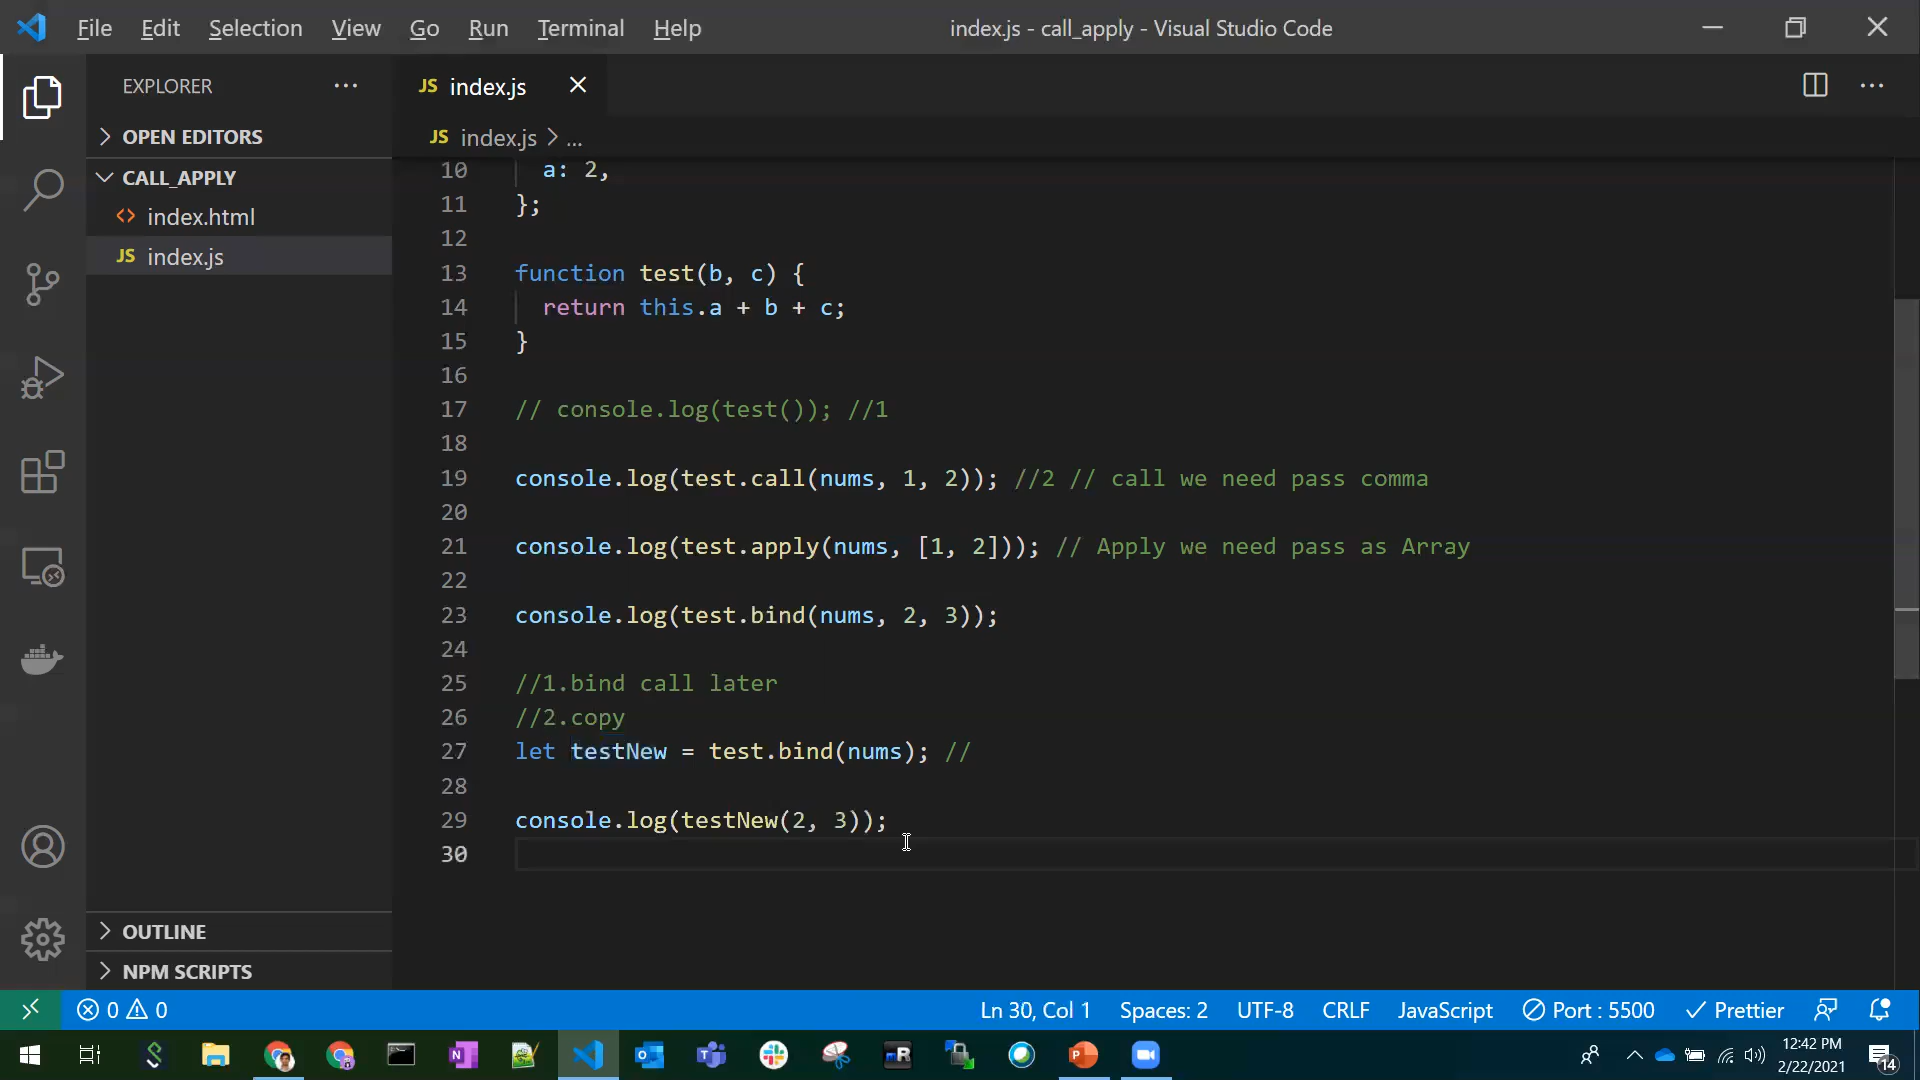 File Edit Selection View Go Run Terminal Help index.js - call_apply - Visual Studio Code
EXPLORER
JS index.js
OPEN EDITORS
JS index.js > ...
CALL_APPLY
index.html
JS index.js
10 a: 2,
11 };
12
13 function test(b, c) {
14 return this.a + b + c;
15 }
16
17 // console.log(test()); //1
18
19 console.log(test.call(nums, 1, 2)); //2 // call we need pass comma
20
21 console.log(test.apply(nums, [1, 2])); // Apply we need pass as Array
22
23 console.log(test.bind(nums, 2, 3));
24
25 //1.bind call later
26 //2.copy
27 let testNew = test.bind(nums); //
28
29 console.log(testNew(2, 3));
30
OUTLINE
NPM SCRIPTS
0 0 Ln 30, Col 1 Spaces: 2 UTF-8 CRLF JavaScript Port : 5500 Prettier
12:42 PM
2/22/2021
14